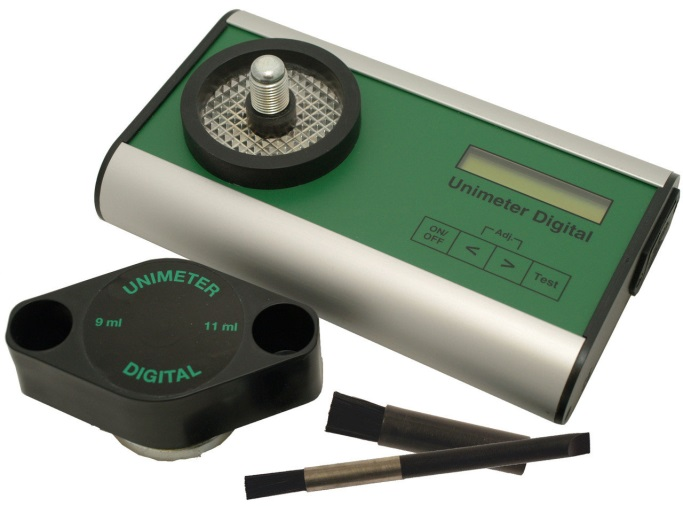 Unimeter Digital
ON/
OFF
Adj.
<
>
Test
UNIMETER
9 ml
11 ml
DIGITAL